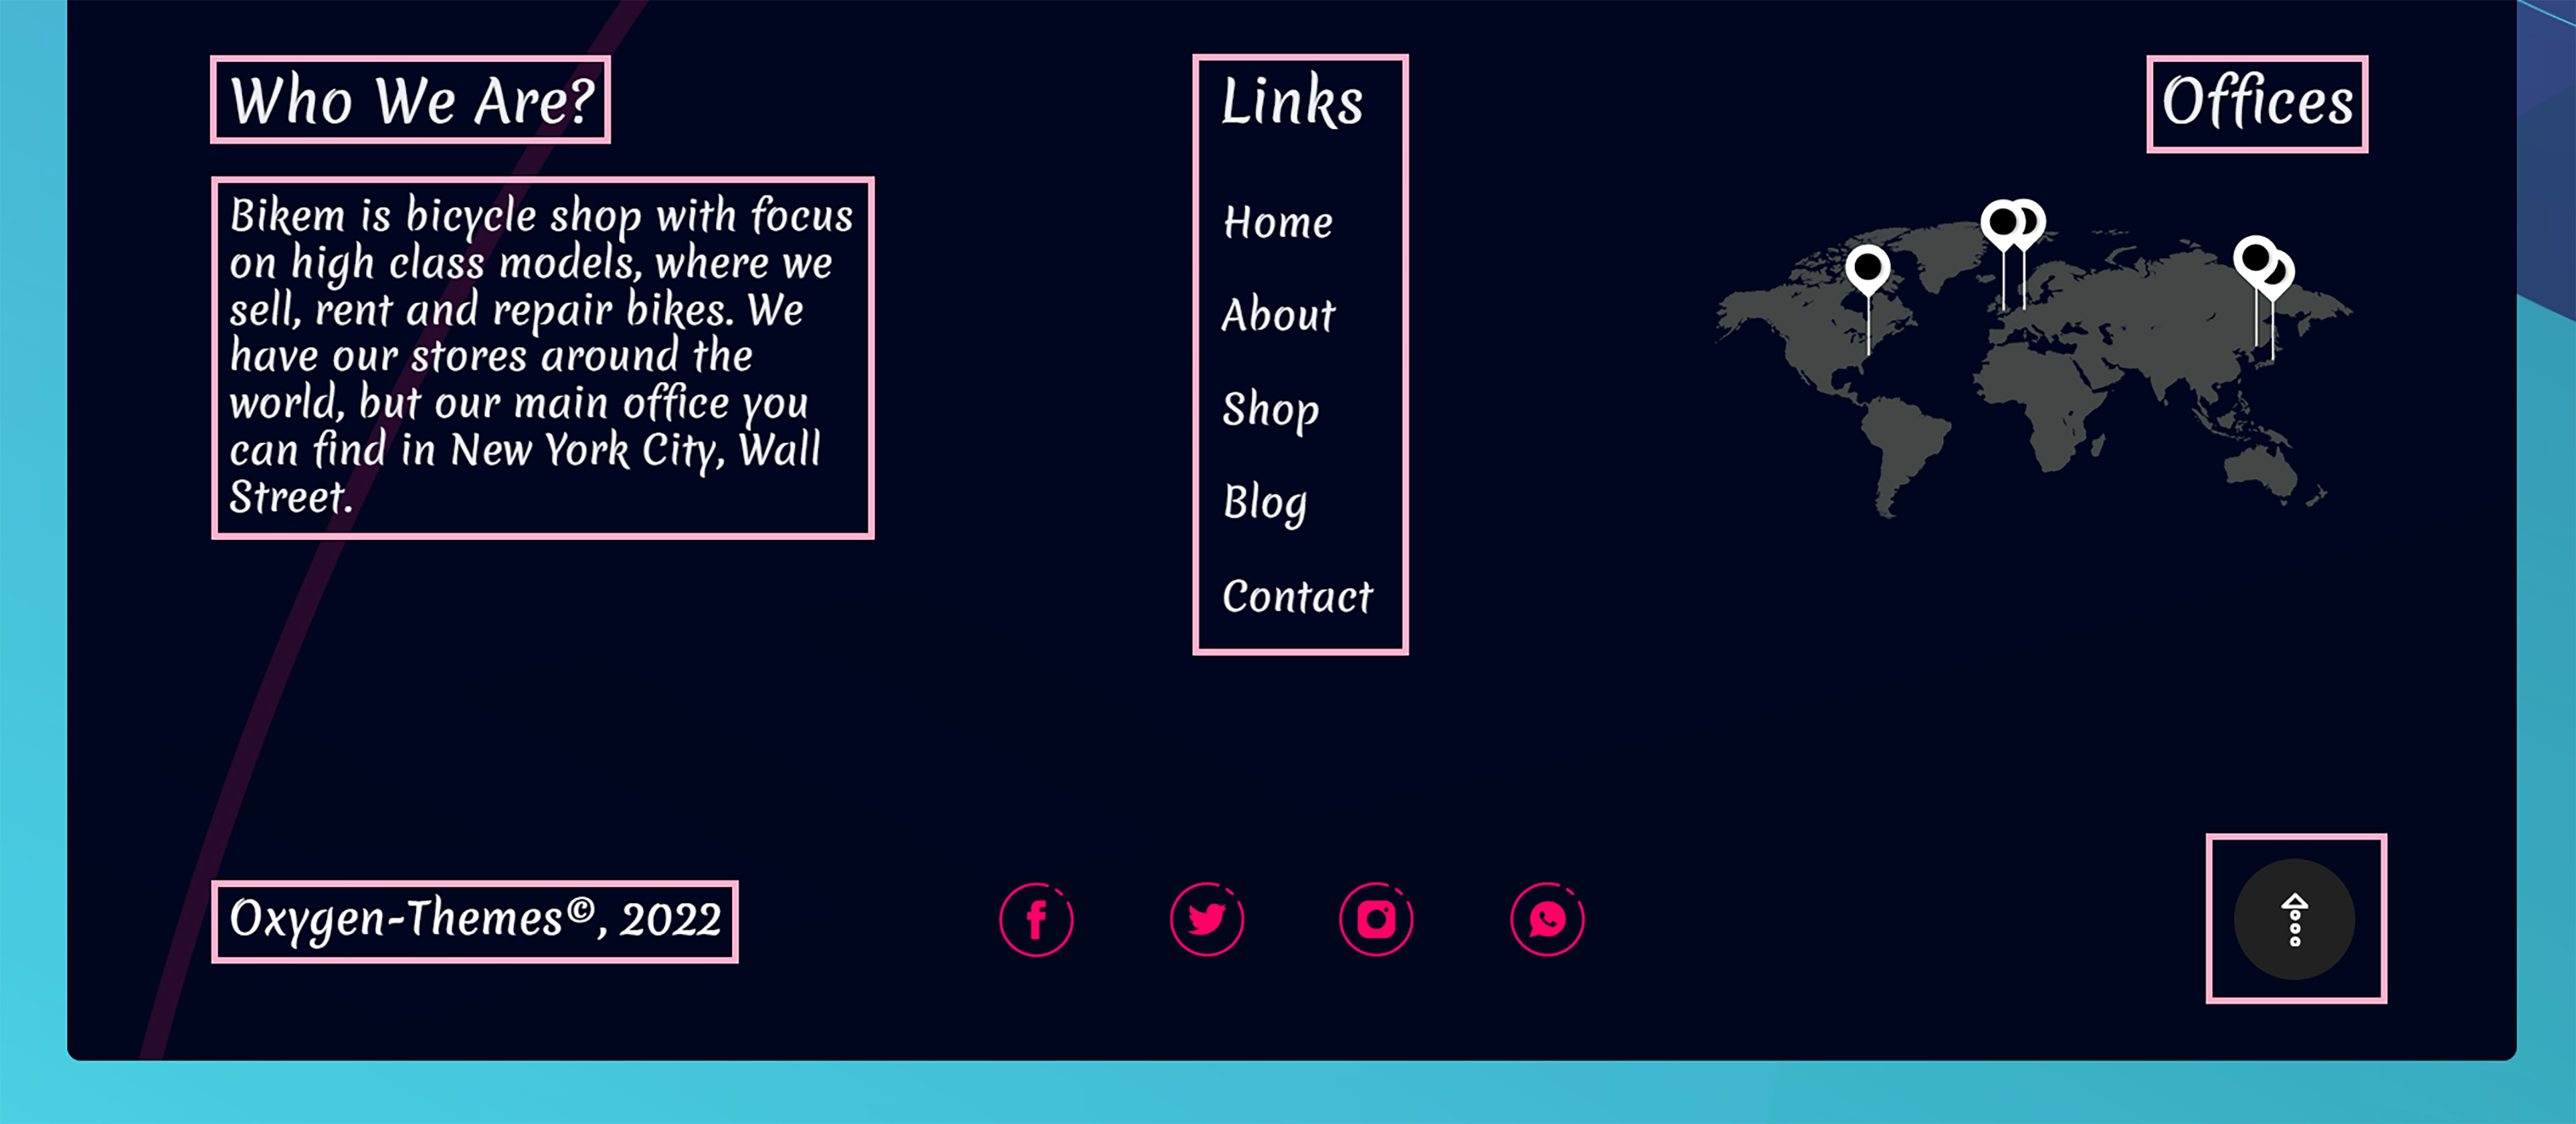 Who We Are?
Bikem is bicycle shop with focus
on high class models, where we
sell, rent and repair bikes. We
have our stores around the
world, but our main office you
can find in New York City, Wall
Street.
Links
Home
About
Shop
Blog
Contact
Offices
Oxygen-Themes©, 2022